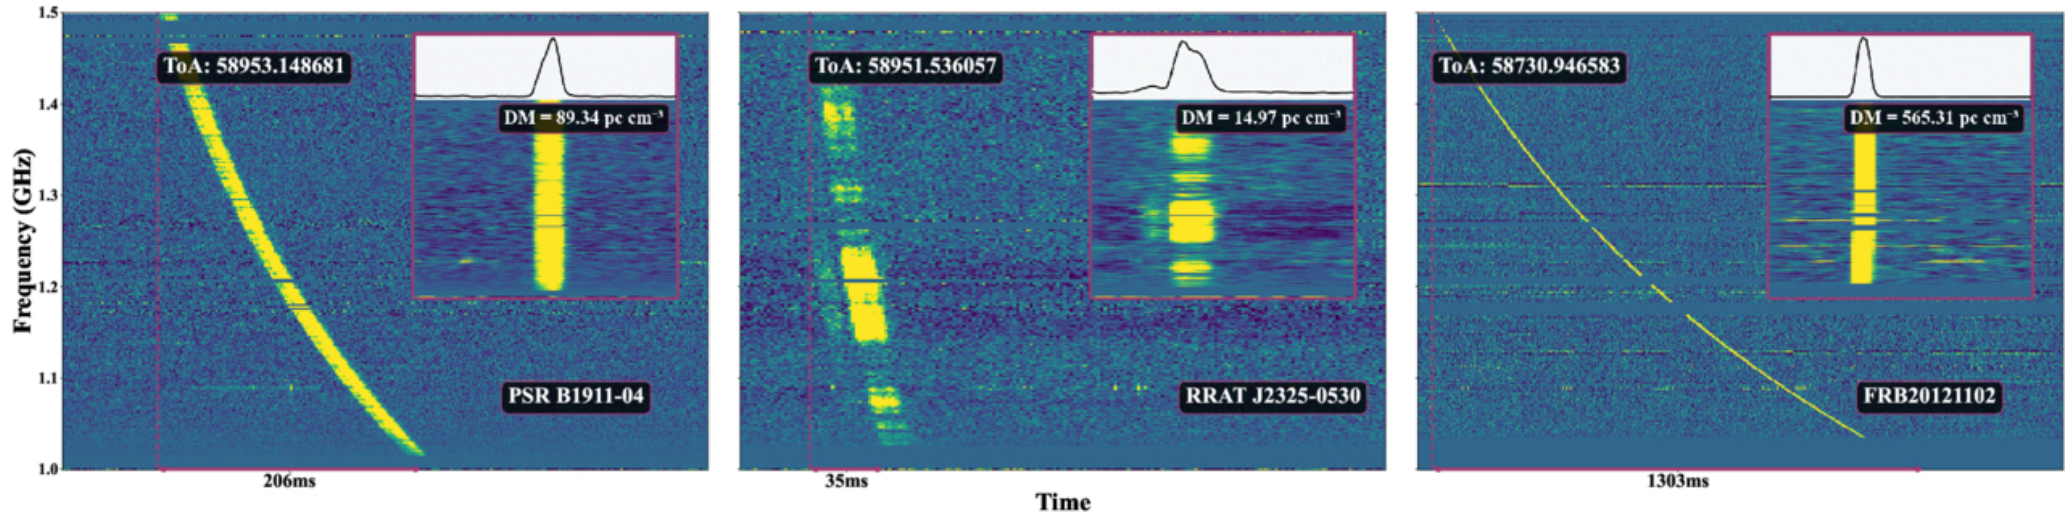 Frequency (GHz)
1.5
1.4
1.3
1.2
1.1
1.0
ToA: 58953.148681
DM = 89.34 pc cm⁻³
PSR B1911-04
206ms
ToA: 58951.536057
DM = 14.97 pc cm⁻³
RRAT J2325-0530
35ms
ToA: 58730.946583
DM = 565.31 pc cm⁻³
FRB20121102
1303ms
Time